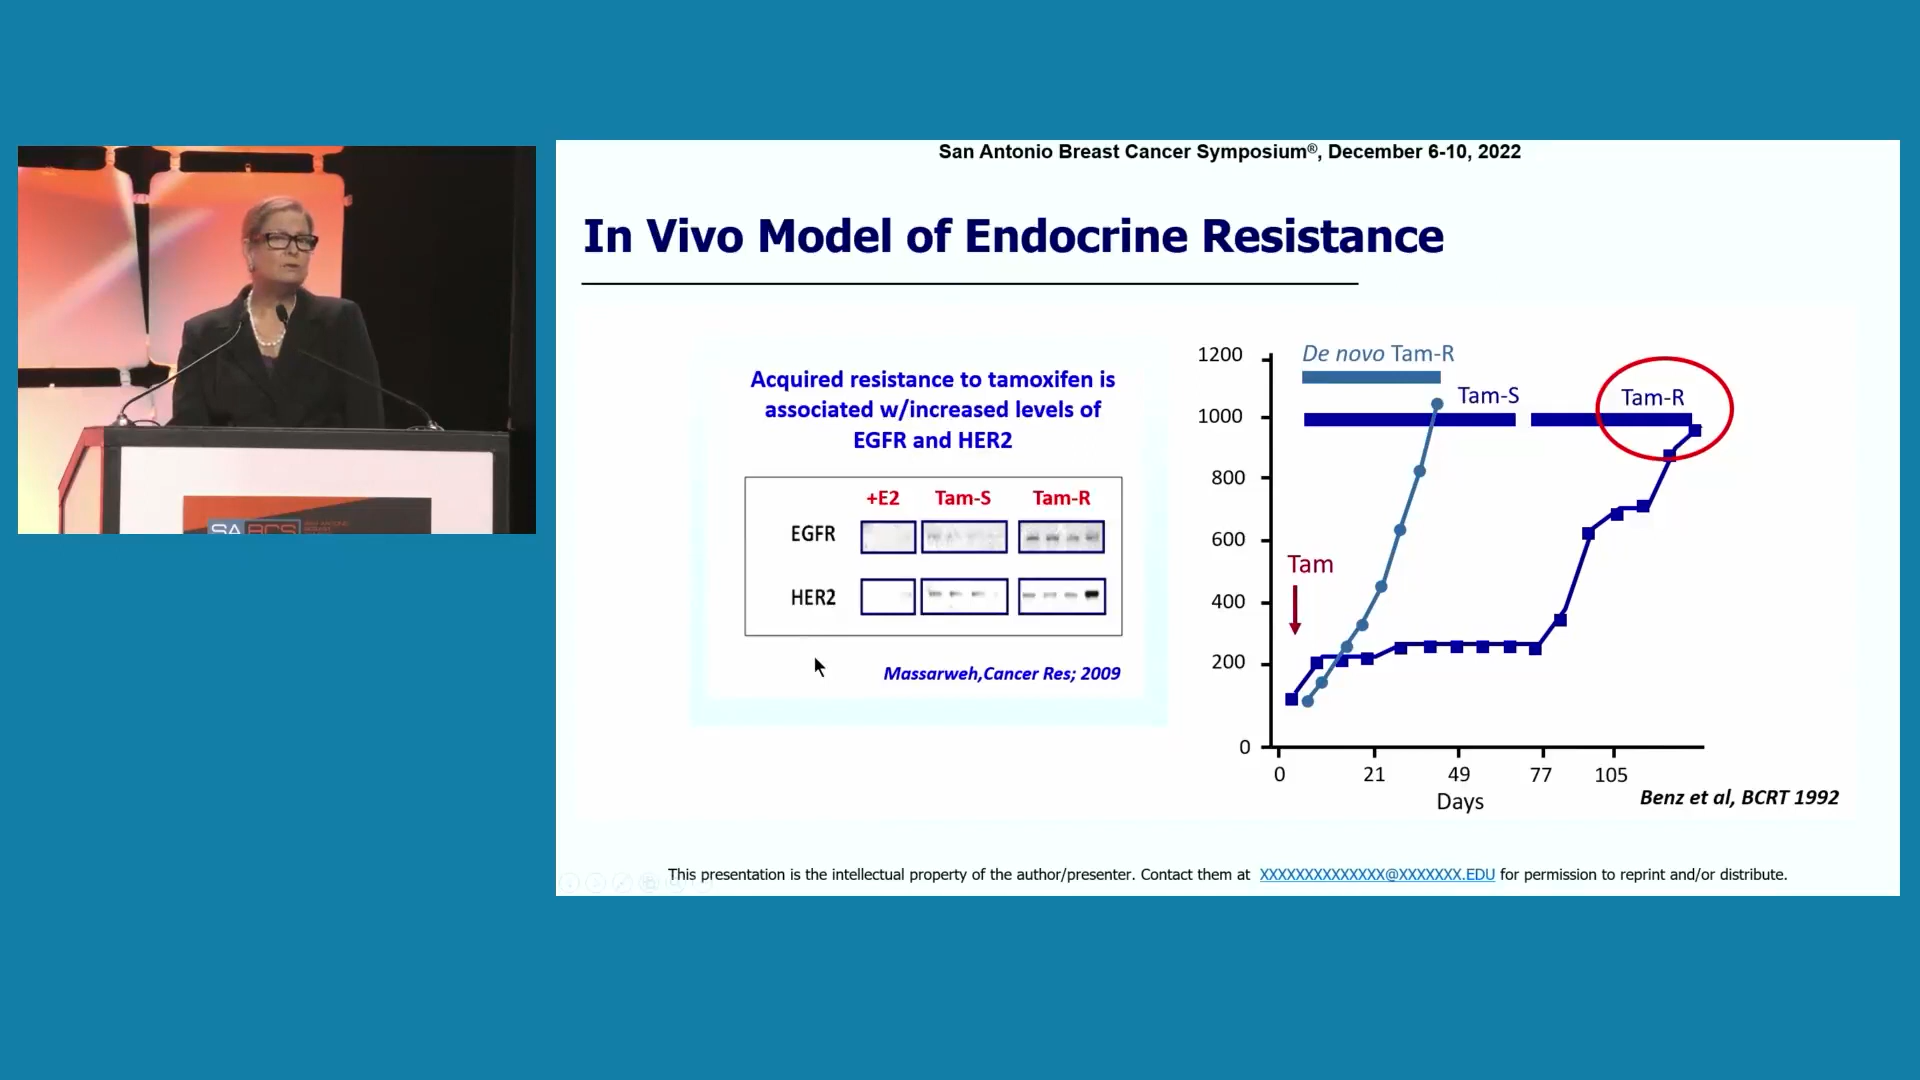 San Antonio Breast Cancer Symposium®, December 6-10, 2022
In Vivo Model of Endocrine Resistance
Acquired resistance to tamoxifen is
associated w/increased levels of
EGFR and HER2
+E2 Tam-S Tam-R
EGFR
HER2
Massarweh,Cancer Res; 2009
1200
1000
800
600
400
200
0
De novo Tam-R
Tam-S
Tam-R
Tam
0 21 49 77 105
Days
Benz et al, BCRT 1992
This presentation is the intellectual property of the author/presenter. Contact them at XXXXXXXXXXXXXX@XXXXXXX.EDU for permission to reprint and/or distribute.
SA BCS